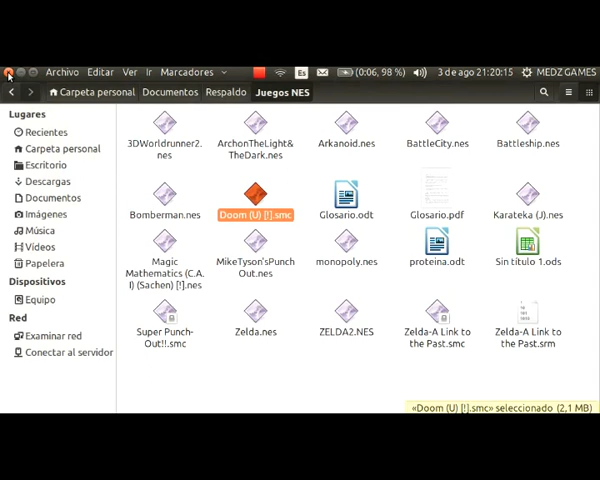 Archivo Editar Ver Ir Marcadores Es (0:06, 98 %) 3 de ago 21:20:15 MEDZ GAMES
Carpeta personal Documentos Respaldo Juegos NES
Lugares
Recientes
Carpeta personal
Escritorio
Descargas
Documentos
Imágenes
Música
Vídeos
Papelera
Dispositivos
Equipo
Red
Examinar red
Conectar al servidor
3DWorldrunner2.
nes
ArchonTheLight&
TheDark.nes
Arkanoid.nes
BattleCity.nes
Battleship.nes
Bomberman.nes
Doom (U) [!].smc
Glosario.odt
Glosario.pdf
Karateka (J).nes
Magic
Mathematics (C.A.
I) (Sachen) [!].nes
MikeTyson'sPunch
Out.nes
monopoly.nes
proteina.odt
Sin título 1.ods
Super Punch-
Out!!.smc
Zelda.nes
ZELDA2.NES
Zelda-A Link to
the Past.smc
Zelda-A Link to
the Past.srm
«Doom (U) [!].smc» seleccionado (2,1 MB)